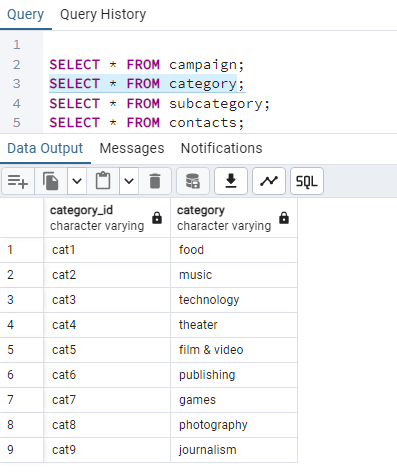 Query Query History
1
2 SELECT * FROM campaign;
3 SELECT * FROM category;
4 SELECT * FROM subcategory;
5 SELECT * FROM contacts;
Data Output Messages Notifications
SQL
category_id category
character varying character varying
1 cat1 food
2 cat2 music
3 cat3 technology
4 cat4 theater
5 cat5 film & video
6 cat6 publishing
7 cat7 games
8 cat8 photography
9 cat9 journalism